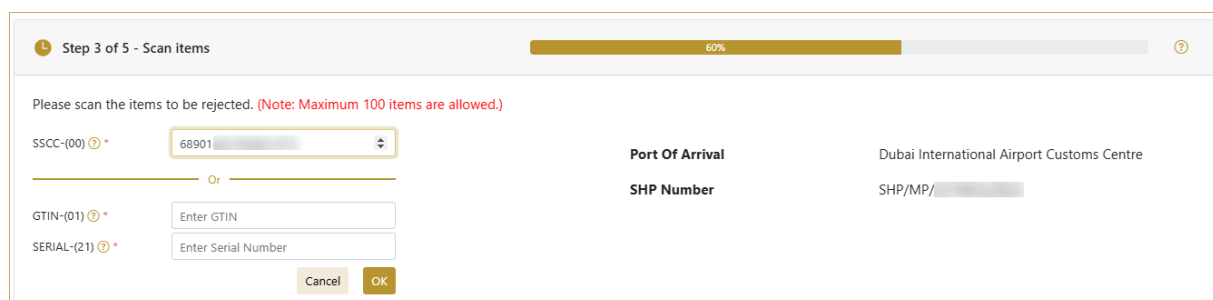 Step 3 of 5 - Scan items
60%
Please scan the items to be rejected. (Note: Maximum 100 items are allowed.)
SSCC-(00) ? *
68901
Or
GTIN-(01) ? *
Enter GTIN
SERIAL-(21) ? *
Enter Serial Number
Cancel
OK
Port Of Arrival
Dubai International Airport Customs Centre
SHP Number
SHP/MP/